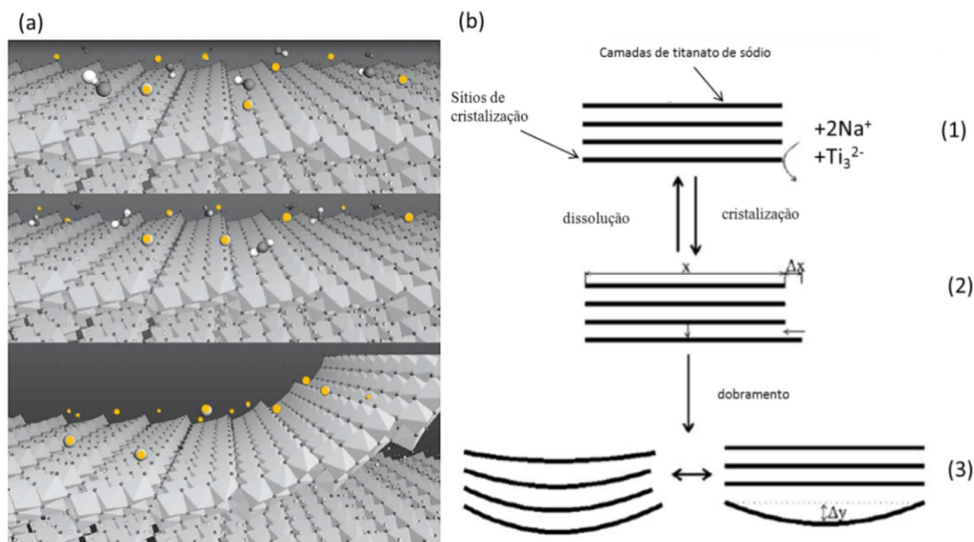 (a)
(b)
Camadas de titanato de sódio
Sítios de
cristalização
+2Na⁺
+Ti₃²⁻
(1)
dissolução
cristalização
x
Δx
(2)
dobramento
(3)
Δy